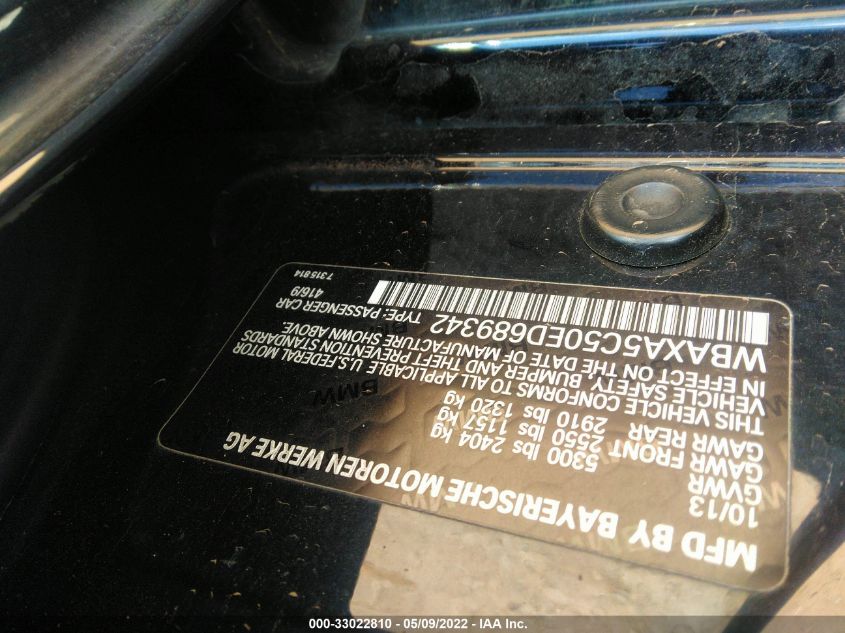 MFD BY BAYERISCHE MOTOREN WERKE AG
10/13
GVWR 5300 lbs 2404 kg
GAWR FRONT 2550 lbs 1157 kg
GAWR REAR 2910 lbs 1320 kg
THIS VEHICLE CONFORMS TO ALL APPLICABLE U.S. FEDERAL MOTOR
VEHICLE SAFETY, BUMPER AND THEFT PREVENTION STANDARDS
IN EFFECT ON THE DATE OF MANUFACTURE SHOWN ABOVE.
WBAXA5C50ED689342 TYPE: PASSENGER CAR
416/9
7315814
BMW
000-33022810 - 05/09/2022 - IAA Inc.